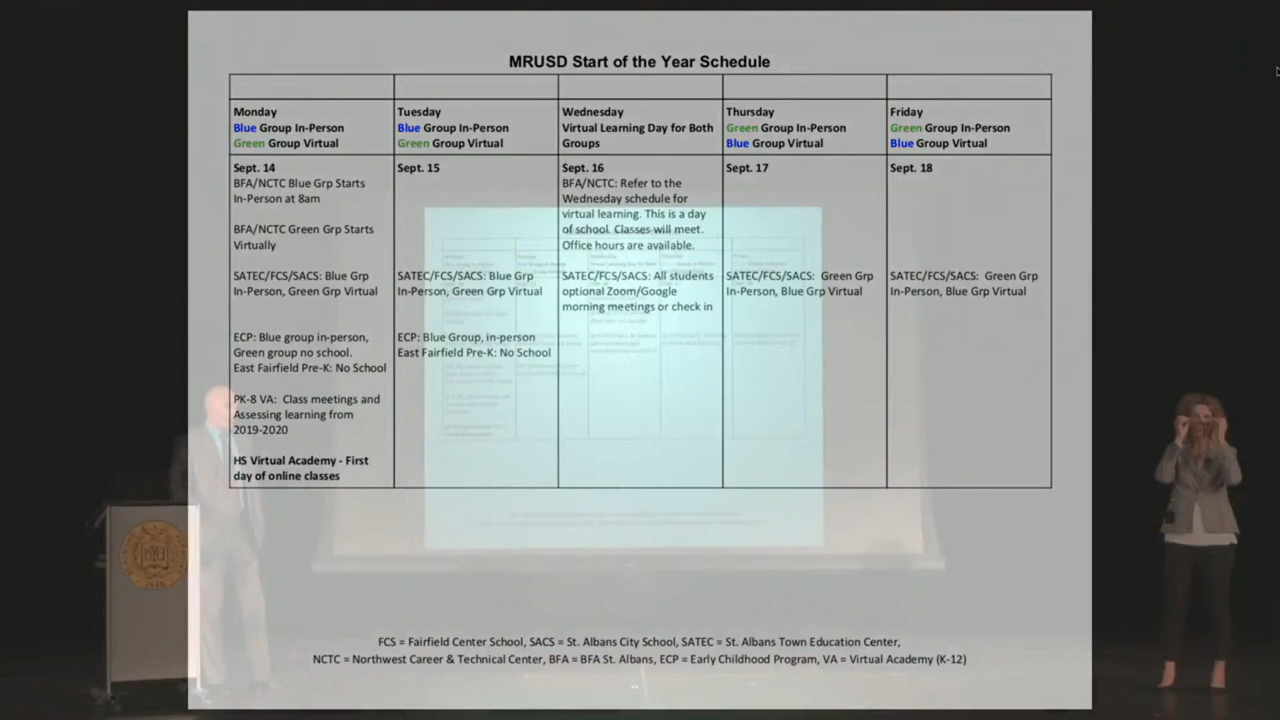 MRUSD Start of the Year Schedule
Monday
Blue Group In-Person
Green Group Virtual
Tuesday
Blue Group In-Person
Green Group Virtual
Wednesday
Virtual Learning Day for Both
Groups
Thursday
Green Group In-Person
Blue Group Virtual
Friday
Green Group In-Person
Blue Group Virtual
Sept. 14
BFA/NCTC Blue Grp Starts
In-Person at 8am
BFA/NCTC Green Grp Starts
Virtually
SATEC/FCS/SACS: Blue Grp
In-Person, Green Grp Virtual
ECP: Blue group in-person,
Green group no school.
East Fairfield Pre-K: No School
PK-8 VA: Class meetings and
Assessing learning from
2019-2020
HS Virtual Academy - First
day of online classes
Sept. 15
SATEC/FCS/SACS: Blue Grp
In-Person, Green Grp Virtual
ECP: Blue Group, in-person
East Fairfield Pre-K: No School
Sept. 16
BFA/NCTC: Refer to the
Wednesday schedule for
virtual learning. This is a day
of school. Classes will meet.
Office hours are available.
SATEC/FCS/SACS: All students
optional Zoom/Google
morning meetings or check in
Sept. 17
SATEC/FCS/SACS: Green Grp
In-Person, Blue Grp Virtual
Sept. 18
SATEC/FCS/SACS: Green Grp
In-Person, Blue Grp Virtual
FCS = Fairfield Center School, SACS = St. Albans City School, SATEC = St. Albans Town Education Center,
NCTC = Northwest Career & Technical Center, BFA = BFA St. Albans, ECP = Early Childhood Program, VA = Virtual Academy (K-12)